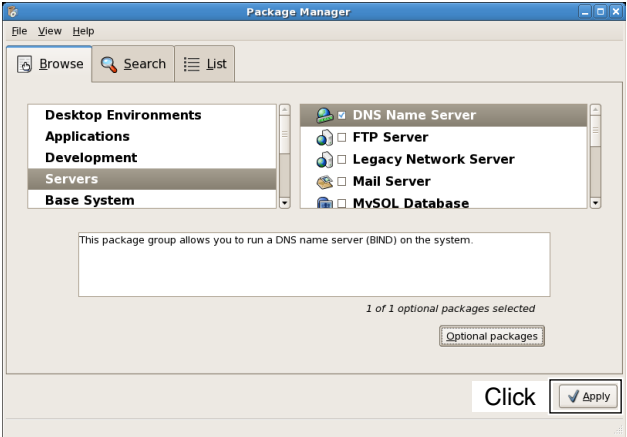 Package Manager
File View Help
Browse Search List
Desktop Environments
Applications
Development
Servers
Base System
DNS Name Server
FTP Server
Legacy Network Server
Mail Server
MySQL Database
This package group allows you to run a DNS name server (BIND) on the system.
1 of 1 optional packages selected
Optional packages
Click Apply